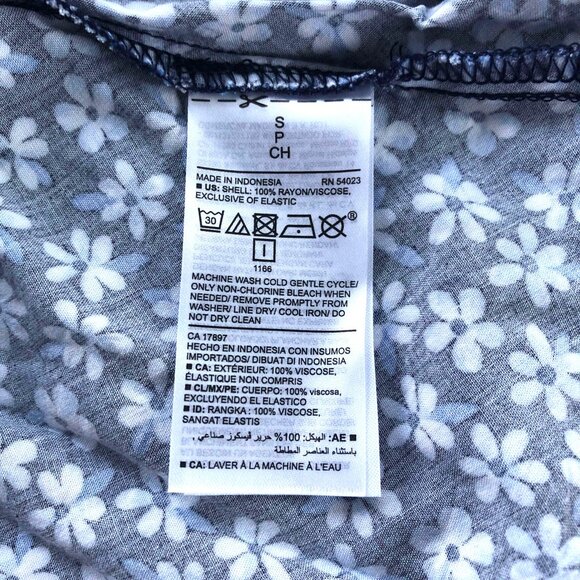 S
P
CH
MADE IN INDONESIA RN 54023
■ US: SHELL: 100% RAYON/VISCOSE,
EXCLUSIVE OF ELASTIC
30 ®
1166
MACHINE WASH COLD GENTLE CYCLE/
ONLY NON-CHLORINE BLEACH WHEN
NEEDED/ REMOVE PROMPTLY FROM
WASHER/ LINE DRY/ COOL IRON/ DO
NOT DRY CLEAN
CA 17897
HECHO EN INDONESIA CON INSUMOS
IMPORTADOS/ DIBUAT DI INDONESIA
■ CA: EXTÉRIEUR: 100% VISCOSE,
ÉLASTIQUE NON COMPRIS
■ CL/MX/PE: CUERPO: 100% viscosa,
EXCLUYENDO EL ELASTICO
■ ID: RANGKA : 100% VISCOSE,
SANGAT ELASTIS
■ AE: الهيكل: 100% حرير فيسكوز صناعي ,
باستثناء العناصر المطاطة
■ CA: LAVER À LA MACHINE À L'EAU